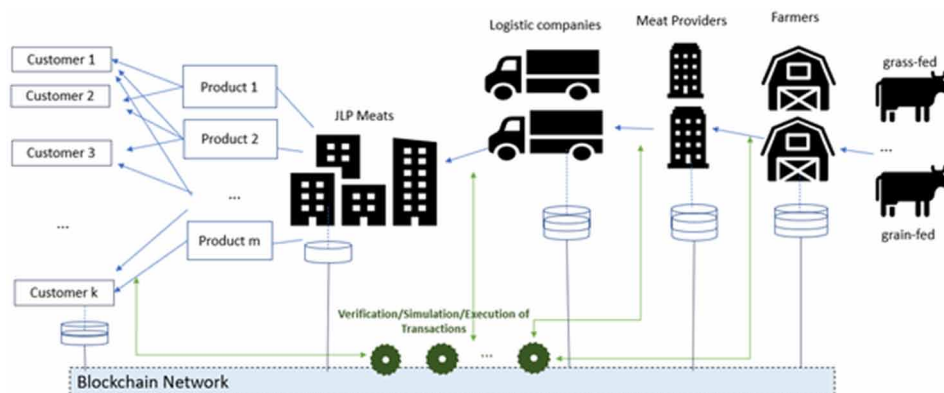 Logistic companies
Meat Providers
Farmers
Customer 1
Customer 2
Customer 3
...
Customer k
Product 1
Product 2
...
Product m
JLP Meats
grass-fed
...
grain-fed
Verification/Simulation/Execution of
Transactions
...
Blockchain Network